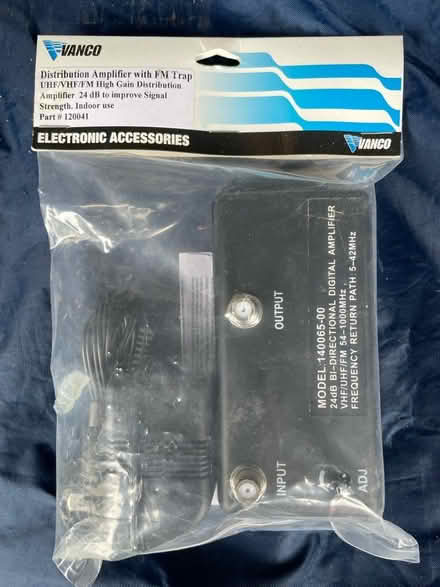 VANCO
Distribution Amplifier with FM Trap
UHF/VHF/FM High Gain Distribution
Amplifier 24 dB to improve Signal
Strength. Indoor use
Part # 120041
ELECTRONIC ACCESSORIES
VANCO
OUTPUT
INPUT
ADJ
MODEL:140065-00
24dB BI-DIRECTIONAL DIGITAL AMPLIFIER
VHF/UHF/FM 54-1000MHz,
FREQUENCY RETURN PATH 5-42MHz